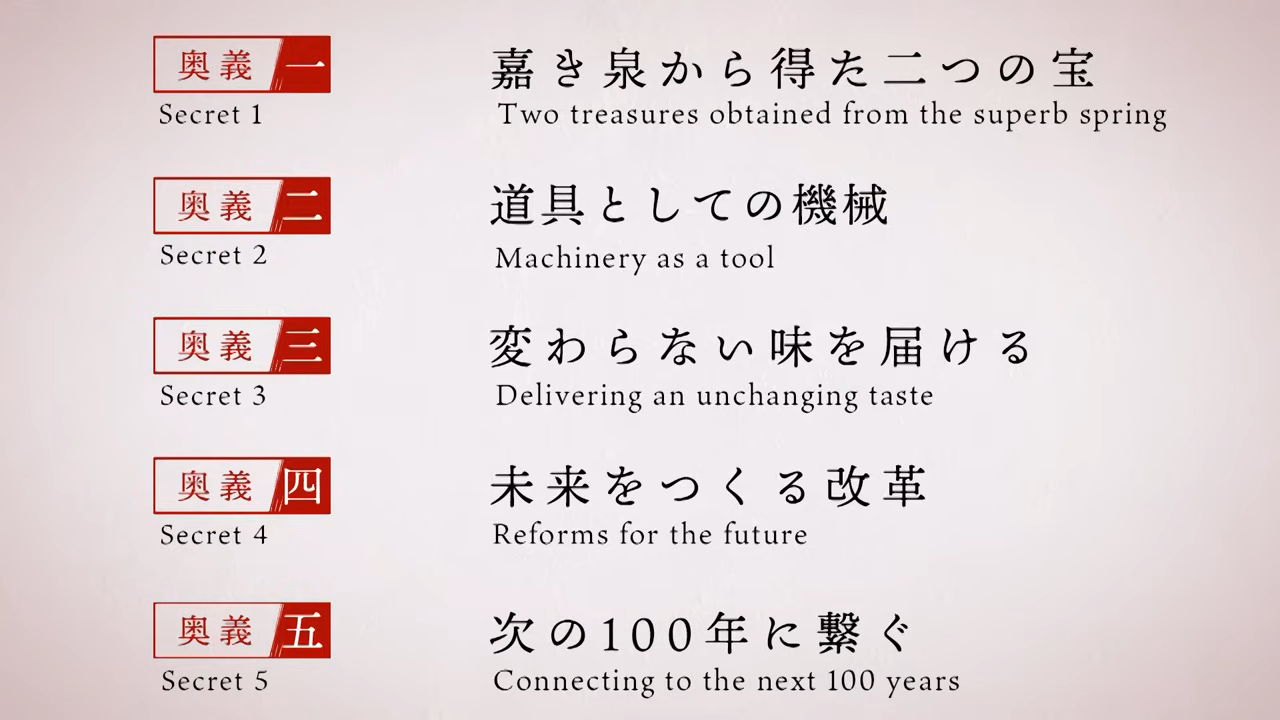 奥義一 嘉き泉から得た二つの宝
Secret 1 Two treasures obtained from the superb spring
奥義二 道具としての機械
Secret 2 Machinery as a tool
奥義三 変わらない味を届ける
Secret 3 Delivering an unchanging taste
奥義四 未来をつくる改革
Secret 4 Reforms for the future
奥義五 次の100年に繋ぐ
Secret 5 Connecting to the next 100 years